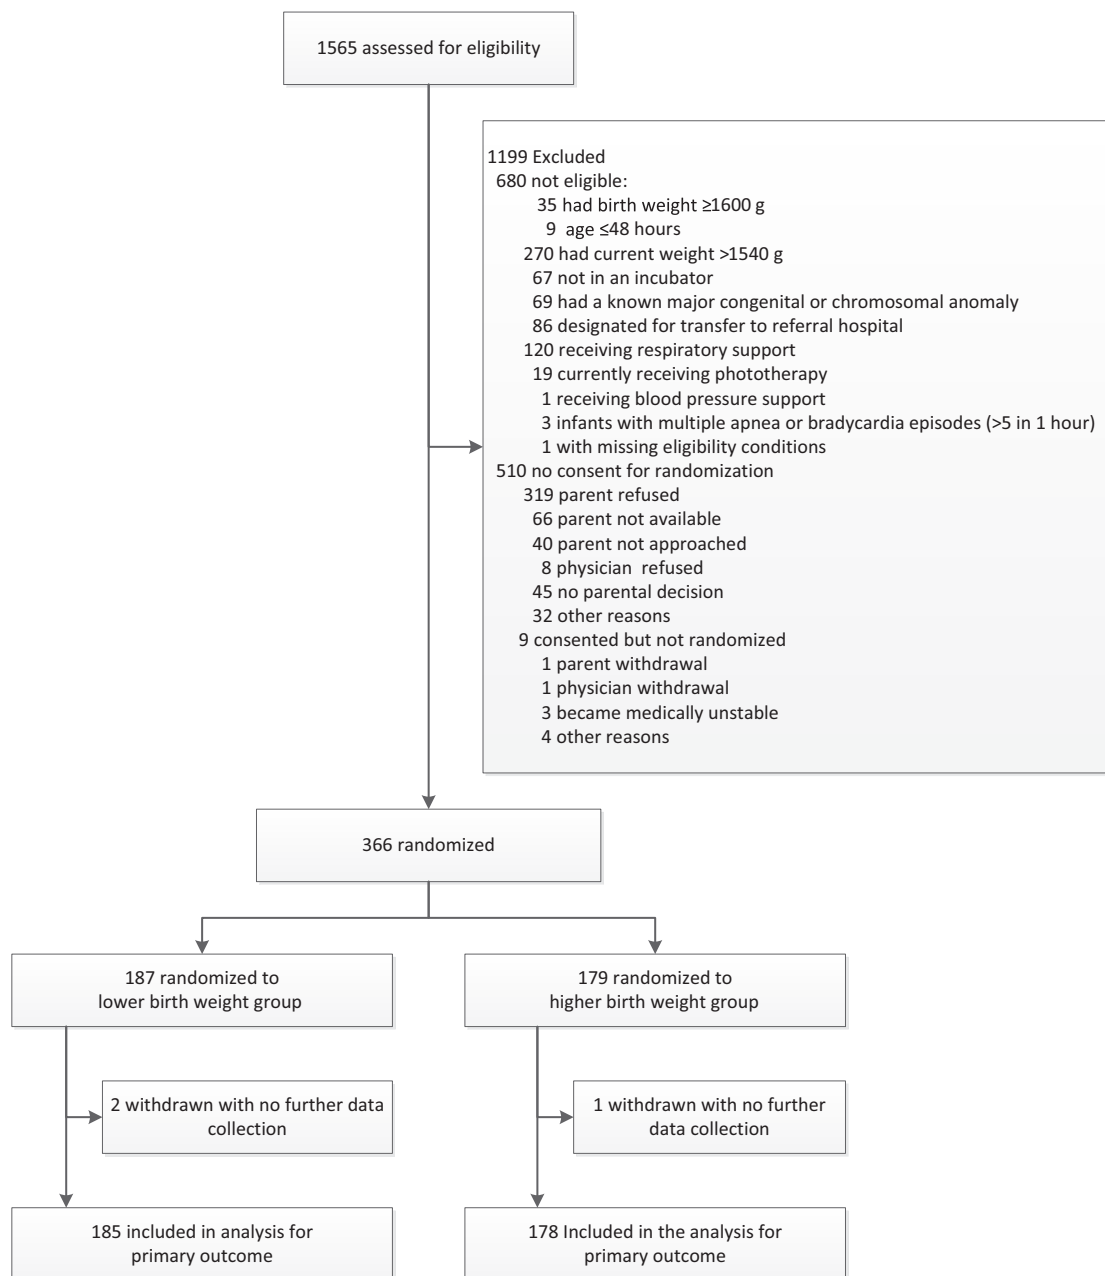 1565 assessed for eligibility
1199 Excluded
680 not eligible:
35 had birth weight ≥1600 g
9 age ≤48 hours
270 had current weight >1540 g
67 not in an incubator
69 had a known major congenital or chromosomal anomaly
86 designated for transfer to referral hospital
120 receiving respiratory support
19 currently receiving phototherapy
1 receiving blood pressure support
3 infants with multiple apnea or bradycardia episodes (>5 in 1 hour)
1 with missing eligibility conditions
510 no consent for randomization
319 parent refused
66 parent not available
40 parent not approached
8 physician refused
45 no parental decision
32 other reasons
9 consented but not randomized
1 parent withdrawal
1 physician withdrawal
3 became medically unstable
4 other reasons
366 randomized
187 randomized to
lower birth weight group
179 randomized to
higher birth weight group
2 withdrawn with no further data
collection
1 withdrawn with no further
data collection
185 included in analysis for
primary outcome
178 Included in the analysis for
primary outcome